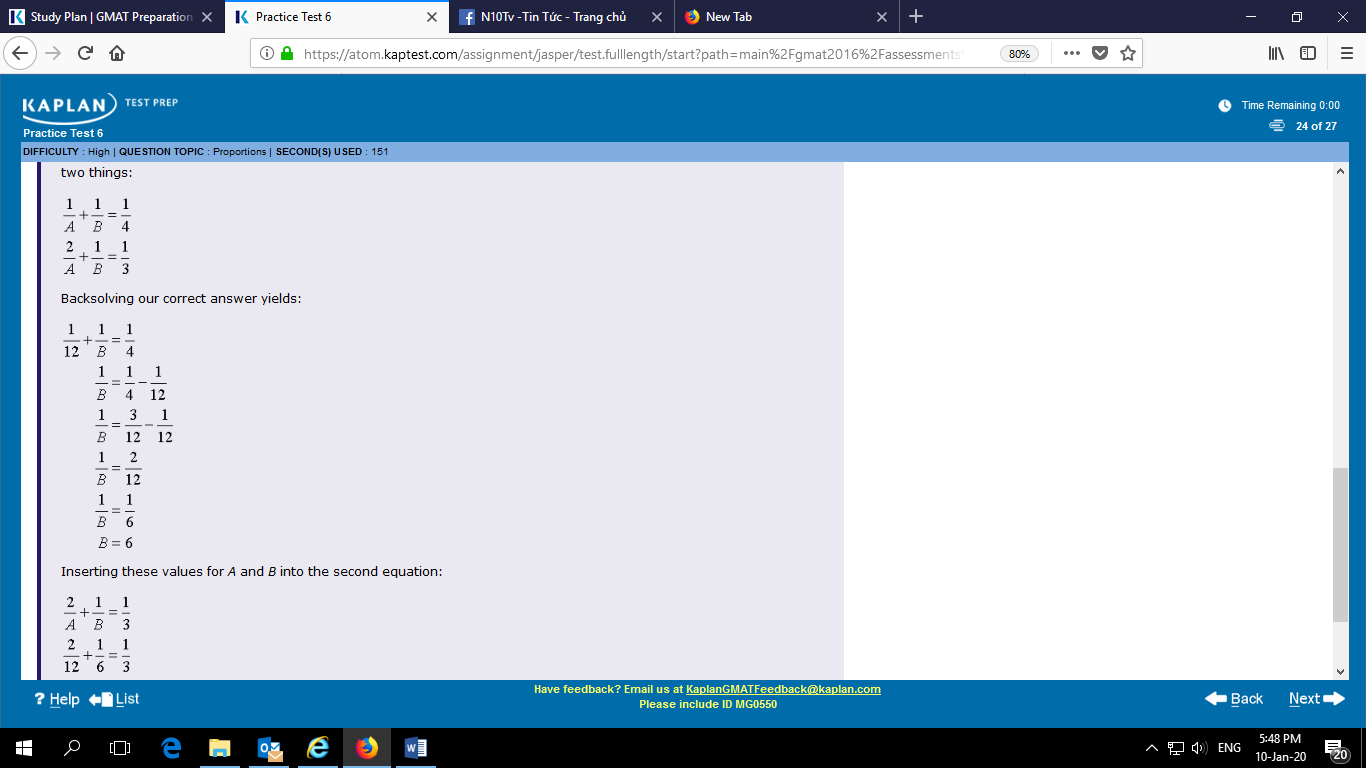 Study Plan | GMAT Preparation
Practice Test 6
N10Tv -Tin Tức - Trang chủ
New Tab
https://atom.kaptest.com/assignment/jasper/test.fulllength/start?path=main%2Fgmat2016%2Fassessments
80%
KAPLAN TEST PREP
Time Remaining 0:00
Practice Test 6
24 of 27
DIFFICULTY : High | QUESTION TOPIC : Proportions | SECOND(S) USED : 151
two things:
1/A + 1/B = 1/4
2/A + 1/B = 1/3
Backsolving our correct answer yields:
1/12 + 1/B = 1/4
1/B = 1/4 − 1/12
1/B = 3/12 − 1/12
1/B = 2/12
1/B = 1/6
B = 6
Inserting these values for A and B into the second equation:
2/A + 1/B = 1/3
2/12 + 1/6 = 1/3
? Help
List
Have feedback? Email us at KaplanGMATFeedback@kaplan.com
Please include ID MG0550
Back
Next
ENG
5:48 PM
10-Jan-20
20